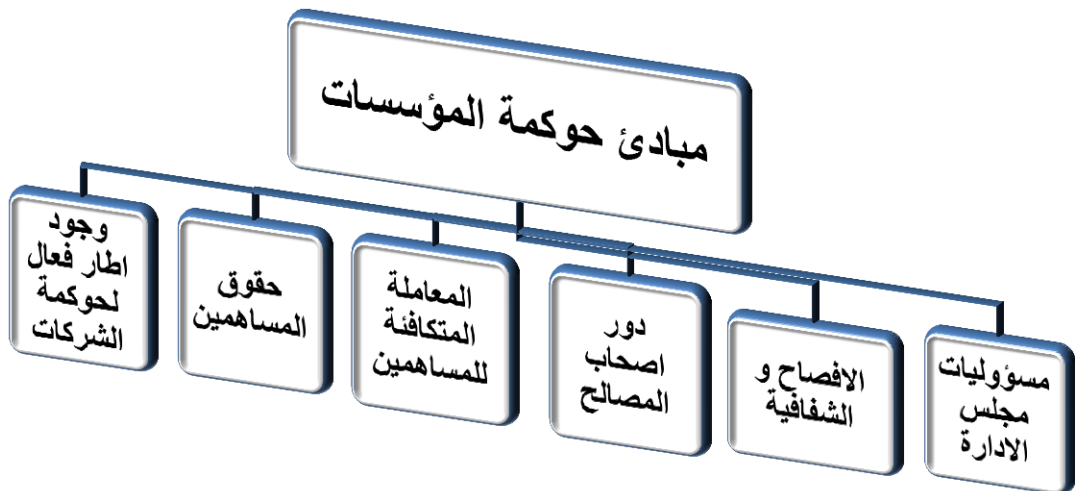 مبادئ حوكمة المؤسسات
وجود
اطار فعال
لحوكمة
الشركات
حقوق
المساهمين
المعاملة
المتكافئة
للمساهمين
دور
اصحاب
المصالح
الافصاح و
الشفافية
مسؤوليات
مجلس
الادارة